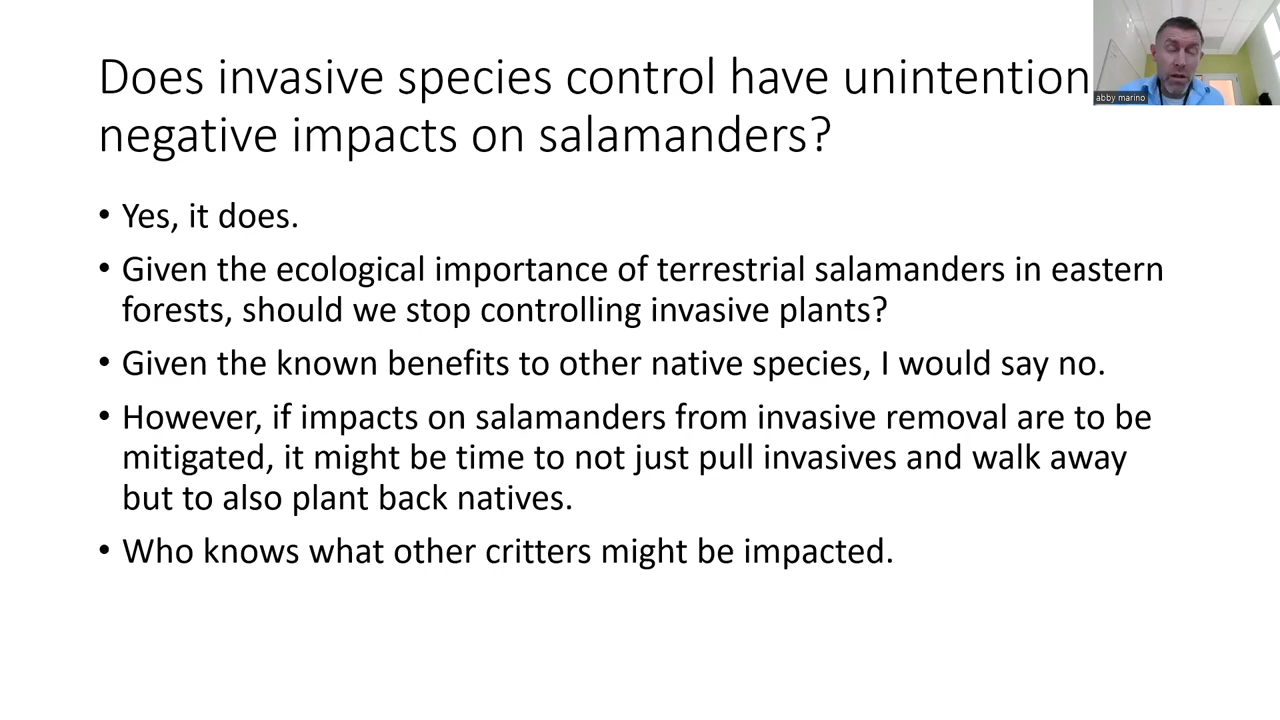 Does invasive species control have unintention
negative impacts on salamanders?
• Yes, it does.
• Given the ecological importance of terrestrial salamanders in eastern
forests, should we stop controlling invasive plants?
• Given the known benefits to other native species, I would say no.
• However, if impacts on salamanders from invasive removal are to be
mitigated, it might be time to not just pull invasives and walk away
but to also plant back natives.
• Who knows what other critters might be impacted.
abby marino